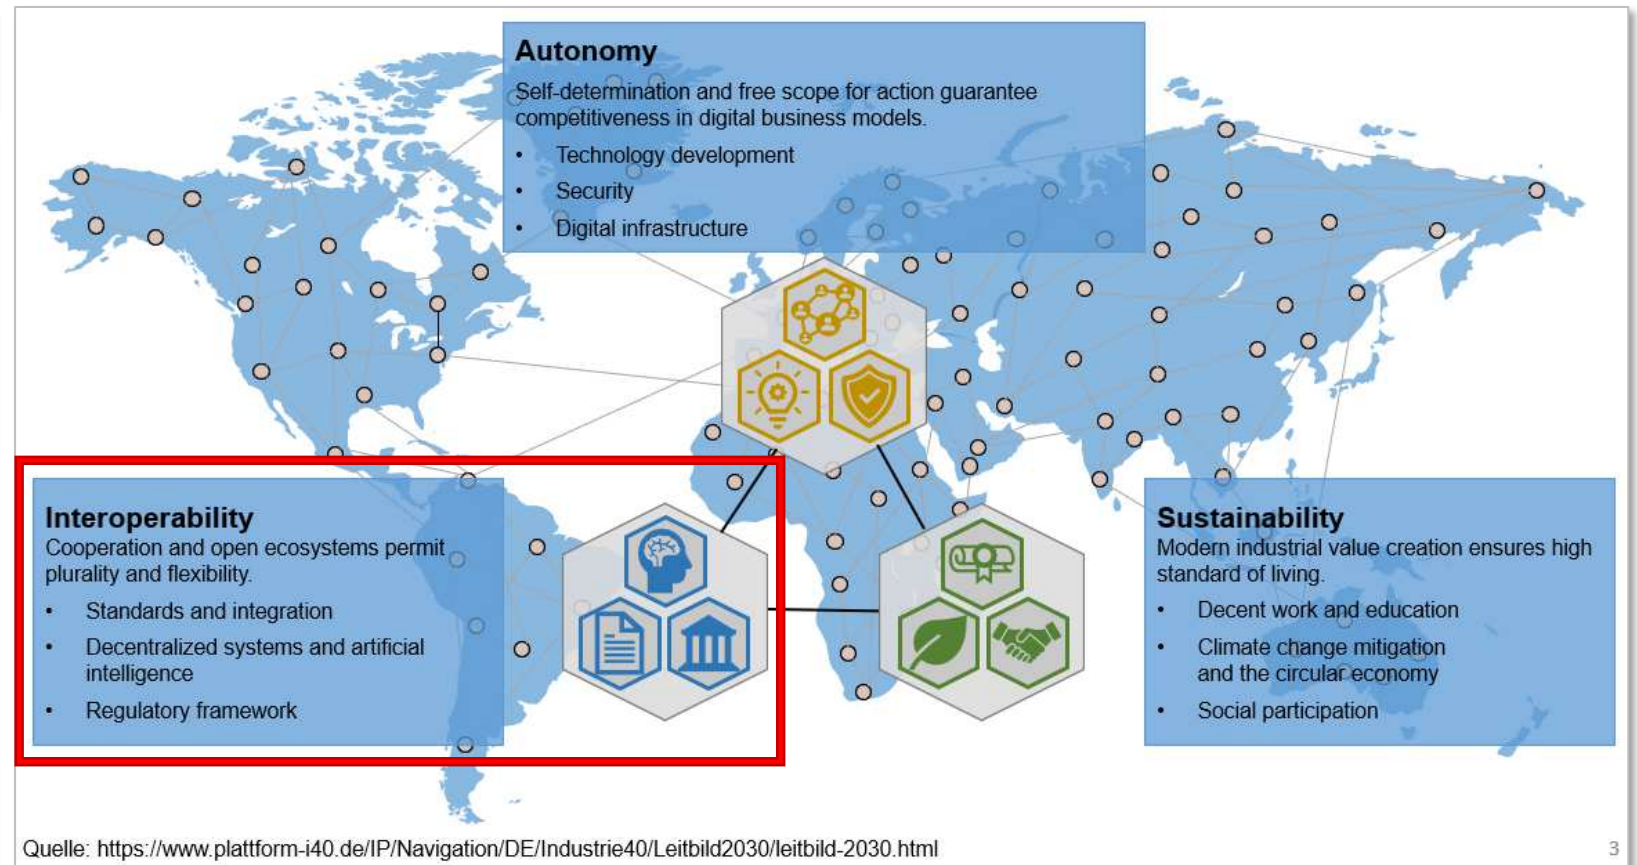 Autonomy
Self-determination and free scope for action guarantee
competitiveness in digital business models.
• Technology development
• Security
• Digital infrastructure
Interoperability
Cooperation and open ecosystems permit
plurality and flexibility.
• Standards and integration
• Decentralized systems and artificial
intelligence
• Regulatory framework
Sustainability
Modern industrial value creation ensures high
standard of living.
• Decent work and education
• Climate change mitigation
and the circular economy
• Social participation
Quelle: https://www.plattform-i40.de/IP/Navigation/DE/Industrie40/Leitbild2030/leitbild-2030.html
3